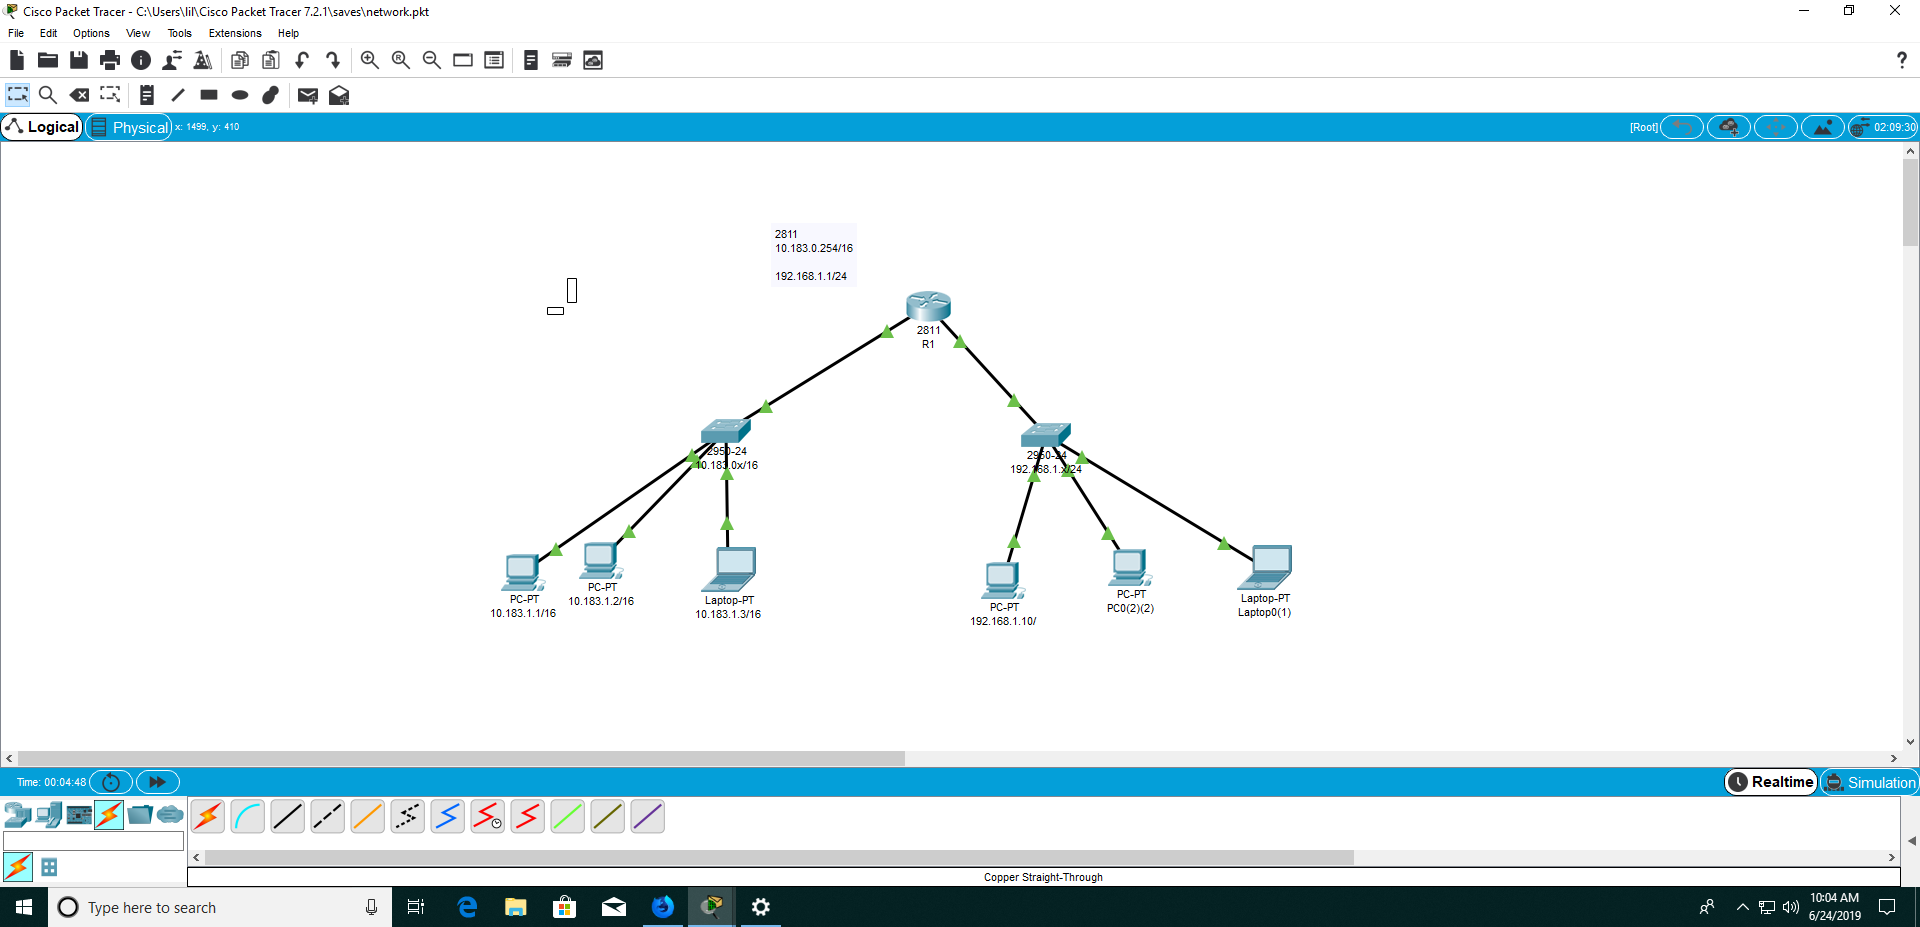 Cisco Packet Tracer - C:\Users\lil\Cisco Packet Tracer 7.2.1\saves\network.pkt
File Edit Options View Tools Extensions Help
?
Logical Physical x: 1499, y: 410 [Root] 02:09:30
2811
10.183.0.254/16
192.168.1.1/24
2811
R1
2950-24
10.183.0x/16
2950-24
192.168.1.x/24
PC-PT
10.183.1.1/16
PC-PT
10.183.1.2/16
Laptop-PT
10.183.1.3/16
PC-PT
192.168.1.10/
PC-PT
PC0(2)(2)
Laptop-PT
Laptop0(1)
Time: 00:04:48 Realtime Simulation
Copper Straight-Through
Type here to search
10:04 AM
6/24/2019